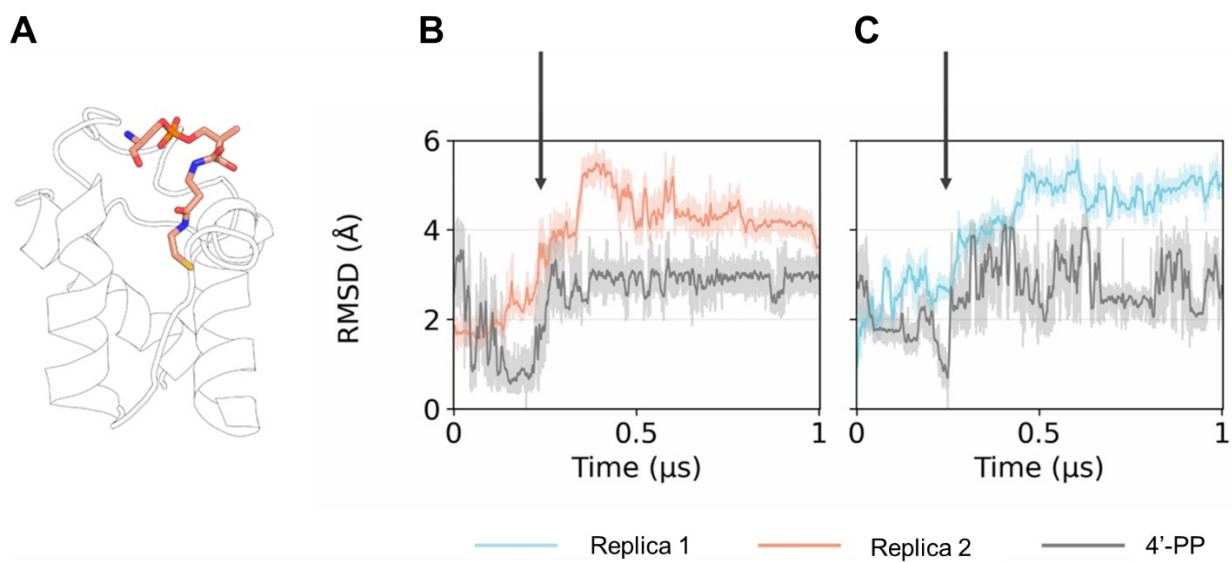 A
B
C
RMSD (Å)
6
4
2
0
0
0.5
1
Time (μs)
0
0.5
1
Time (μs)
Replica 1
Replica 2
4’-PP